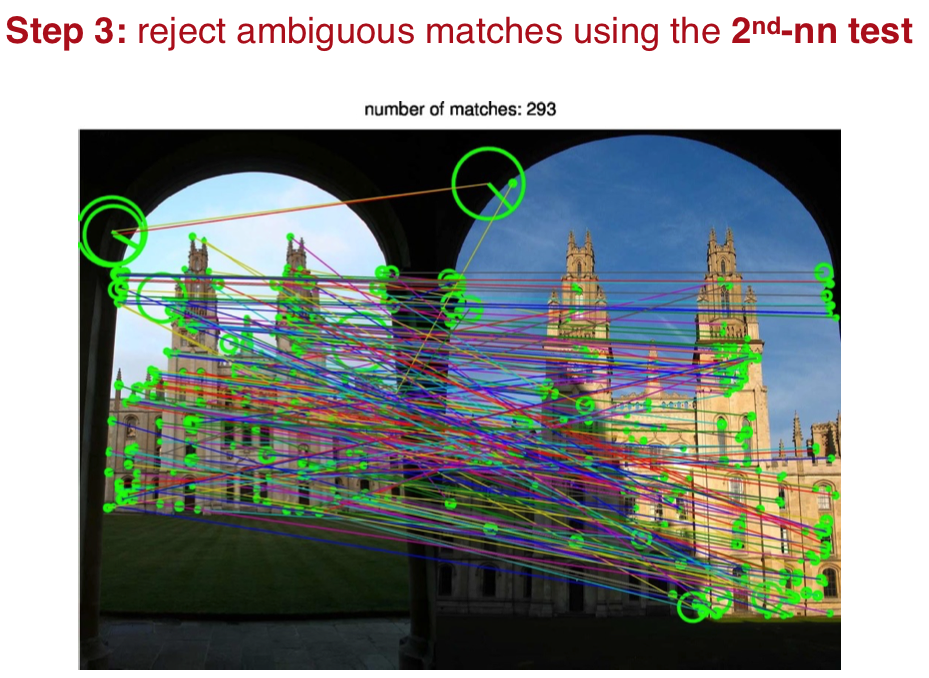 Step 3: reject ambiguous matches using the 2nd-nn test
number of matches: 293